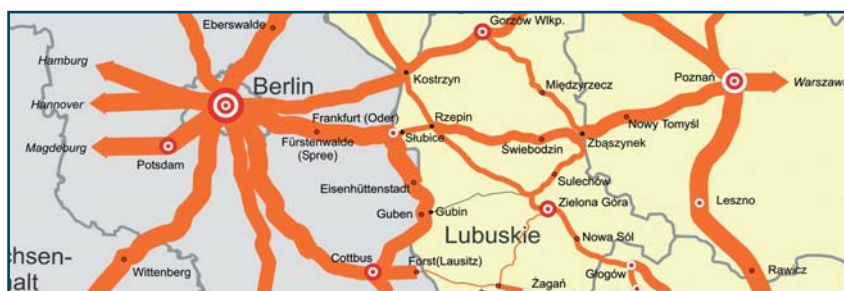 Eberswalde
Gorzów Wlkp.
Hamburg
Berlin
Kostrzyn
Międzyrzecz
Poznań
Hannover
Frankfurt (Oder)
Rzepin
Nowy Tomyśl
Słubice
Zbąszynek
Magdeburg
Fürstenwalde
(Spree)
Świebodzin
Potsdam
Eisenhüttenstadt
Sulechów
Guben
Gubin
Zielona Góra
Leszno
Lubuskie
Nowa Sól
chsen-
Wittenberg
Cottbus
Forst(Lausitz)
Głogów
Rawicz
Żagań